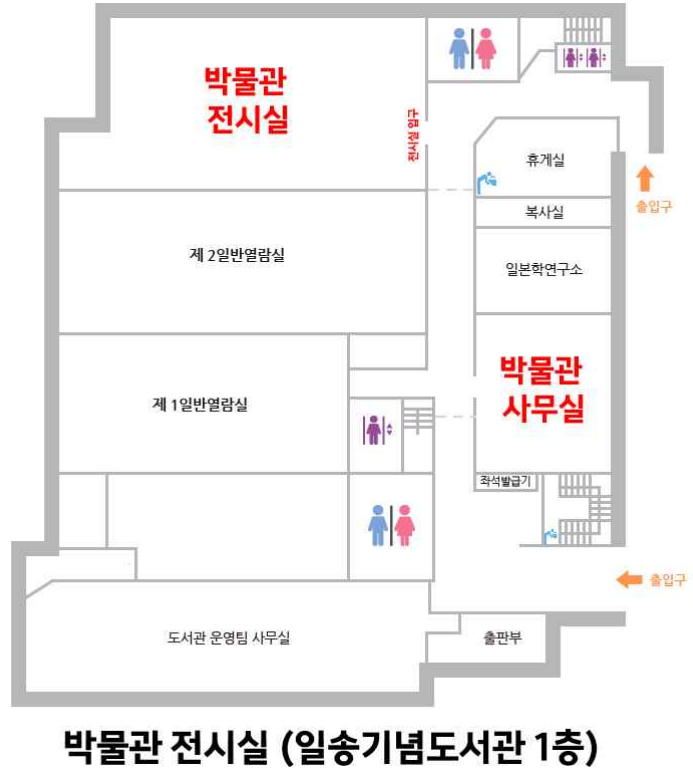 박물관
전시실
전시실 입구
휴게실
출입구
복사실
제 2일반열람실
일본학연구소
박물관
사무실
제 1일반열람실
좌석발급기
출입구
도서관 운영팀 사무실
출판부
박물관 전시실 (일송기념도서관 1층)